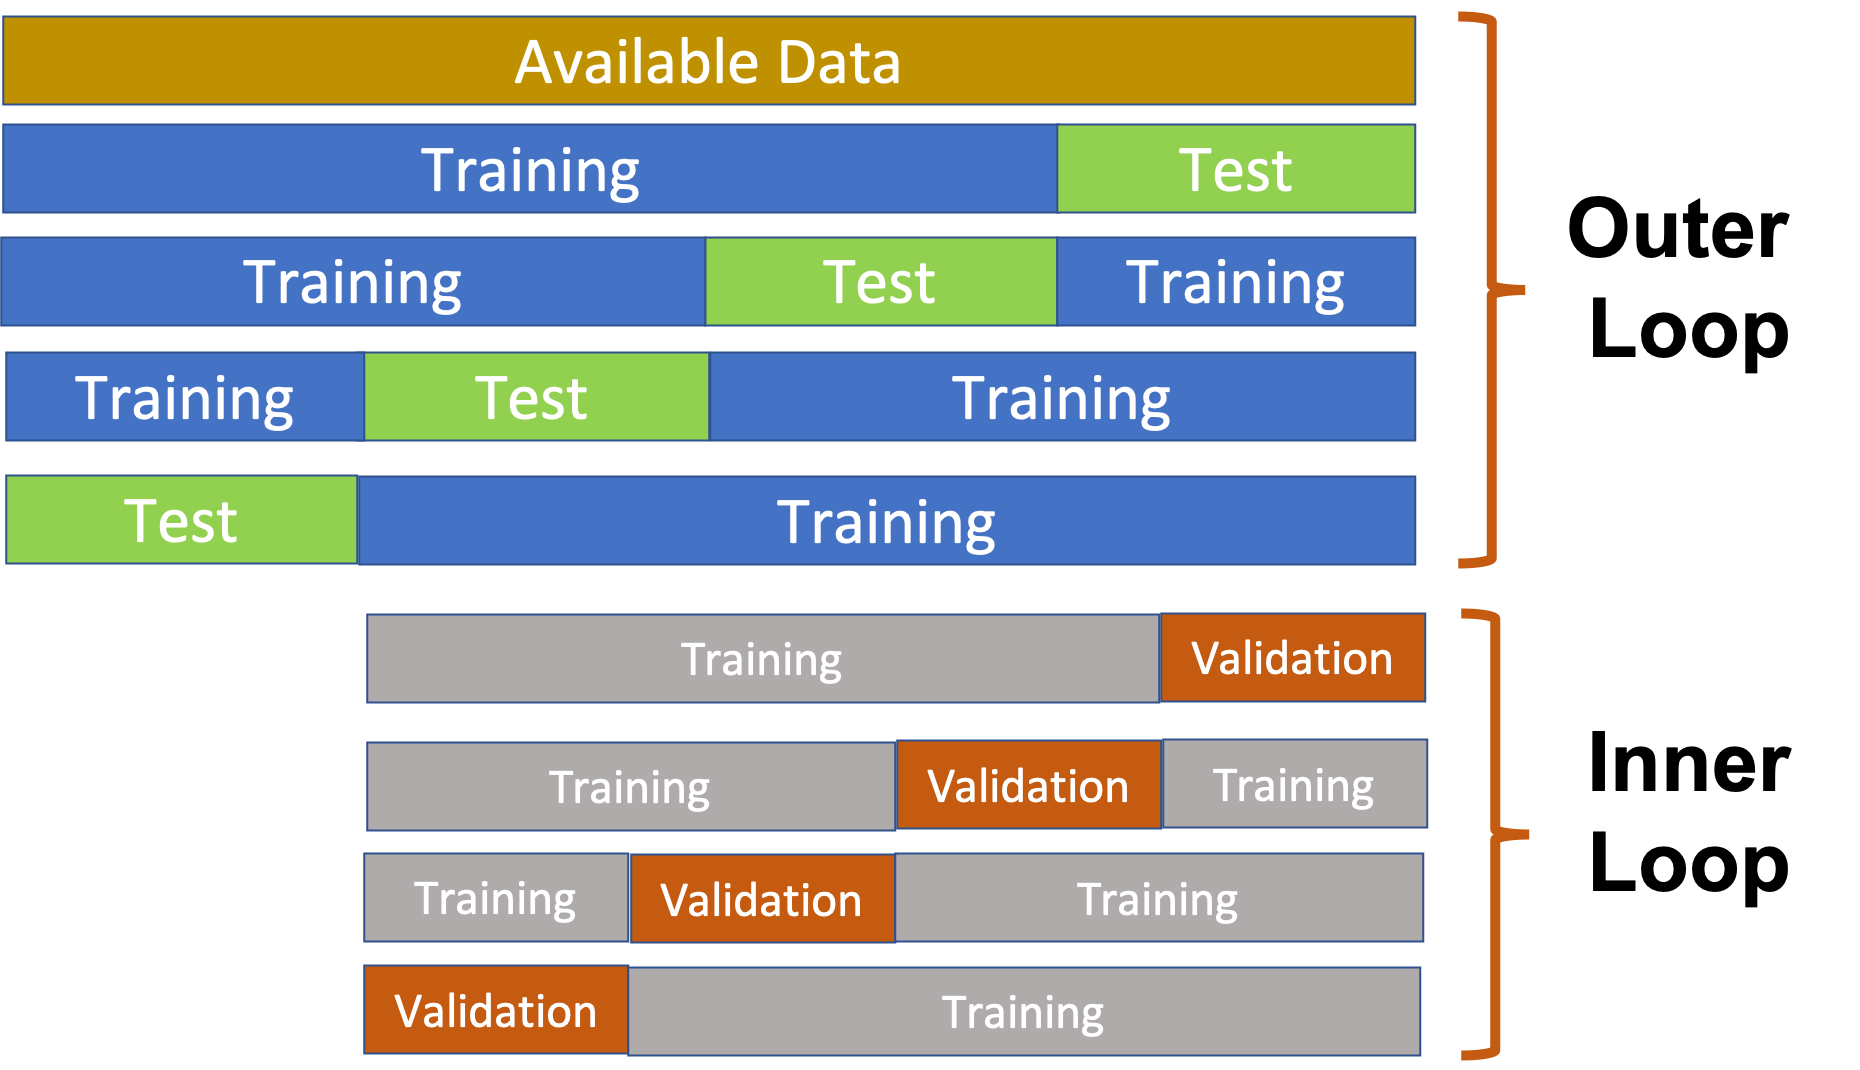 Available Data
Training Test
Training Test Training
Training Test Training
Test Training
Outer
Loop
Training Validation
Training Validation Training
Training Validation Training
Validation Training
Inner
Loop